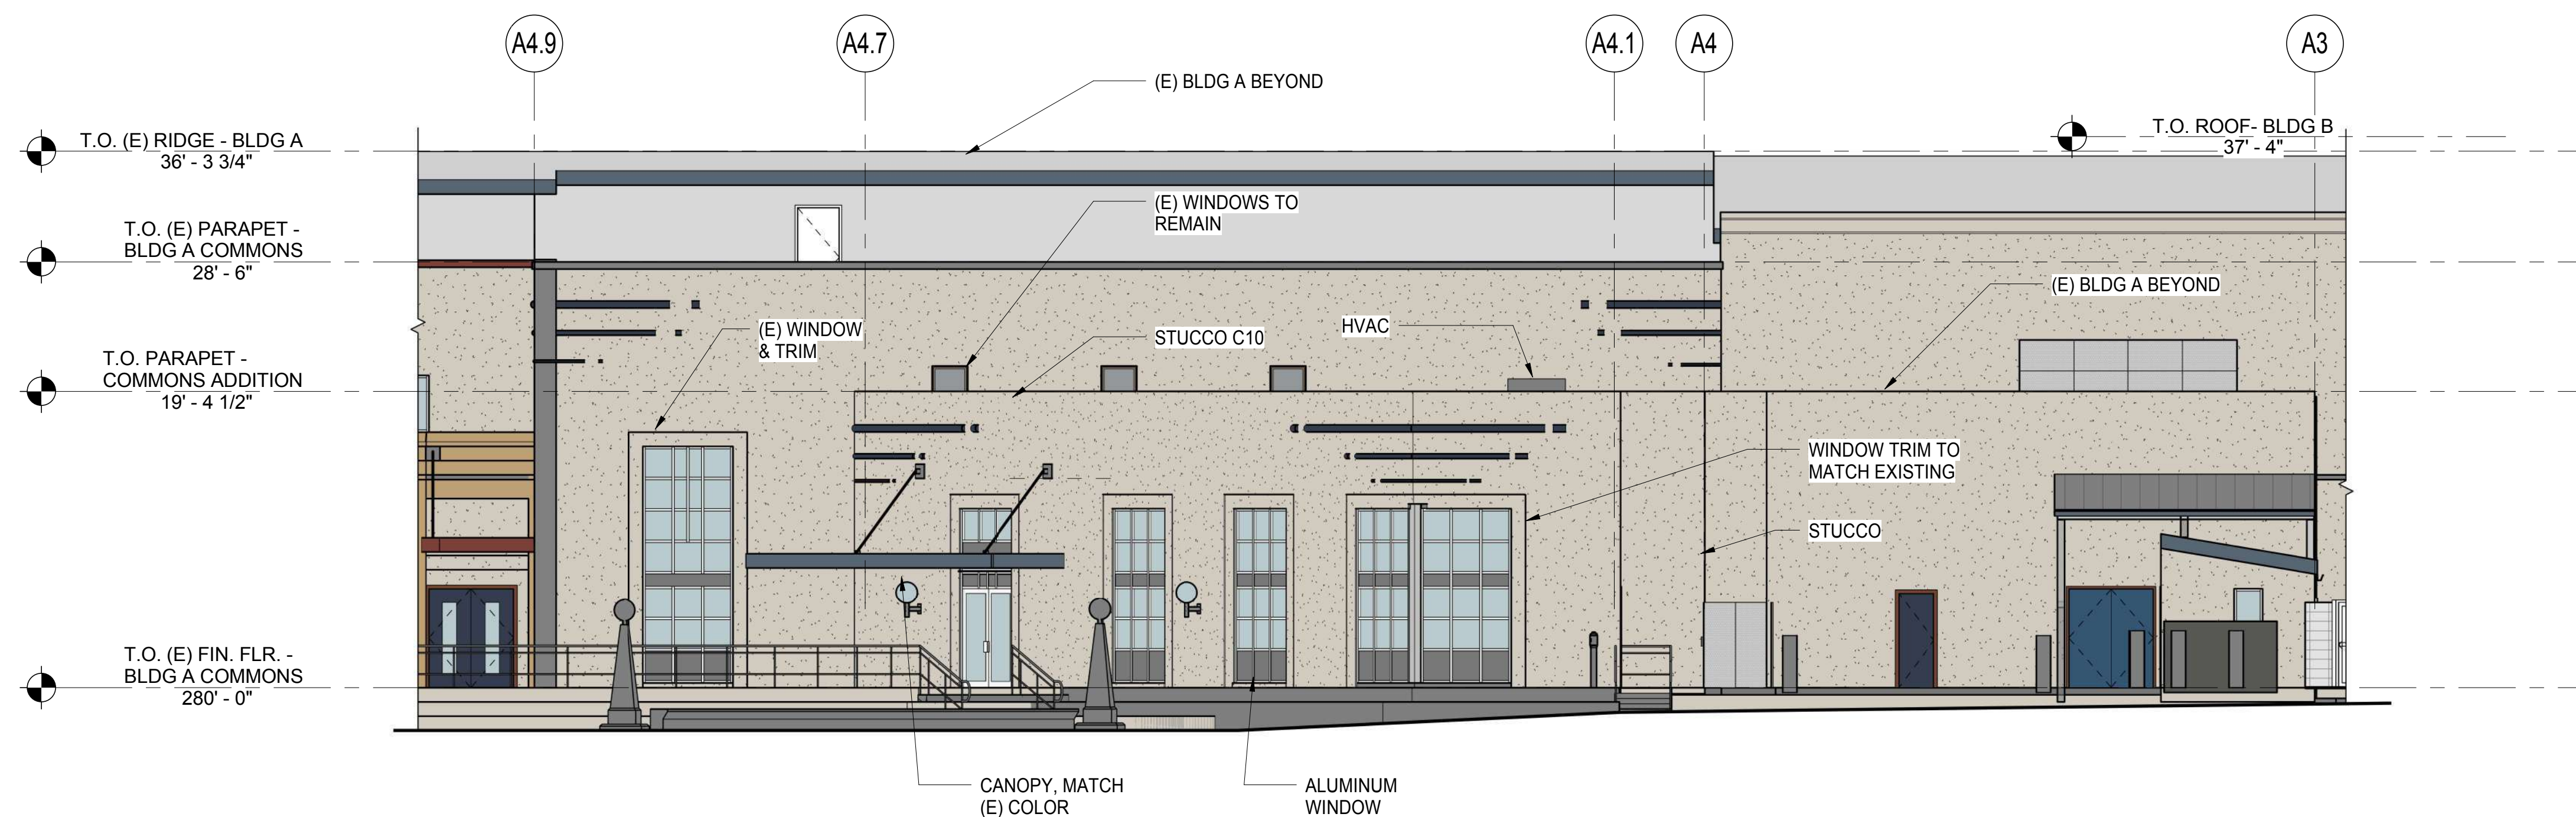 A4.9
A4.7
A4.1
A4
A3
(E) BLDG A BEYOND
T.O. (E) RIDGE - BLDG A
36' - 3 3/4"
T.O. ROOF- BLDG B
37' - 4"
(E) WINDOWS TO
REMAIN
T.O. (E) PARAPET -
BLDG A COMMONS
28' - 6"
(E) BLDG A BEYOND
(E) WINDOW
& TRIM
STUCCO C10
HVAC
T.O. PARAPET -
COMMONS ADDITION
19' - 4 1/2"
WINDOW TRIM TO
MATCH EXISTING
STUCCO
T.O. (E) FIN. FLR. -
BLDG A COMMONS
280' - 0"
CANOPY, MATCH
(E) COLOR
ALUMINUM
WINDOW